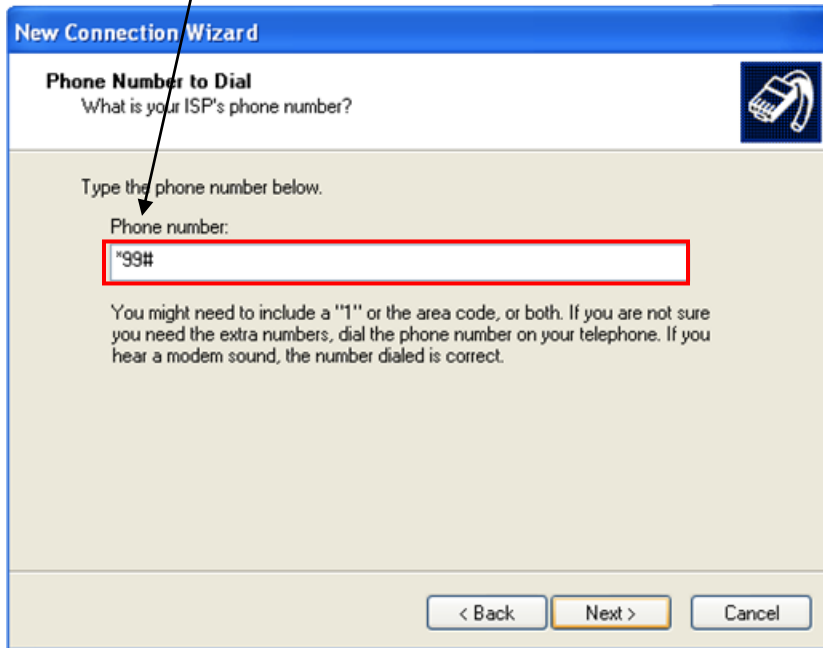 New Connection Wizard
Phone Number to Dial
What is your ISP's phone number?
Type the phone number below.
Phone number:
*99#
You might need to include a "1" or the area code, or both. If you are not sure
you need the extra numbers, dial the phone number on your telephone. If you
hear a modem sound, the number dialed is correct.
< Back
Next >
Cancel